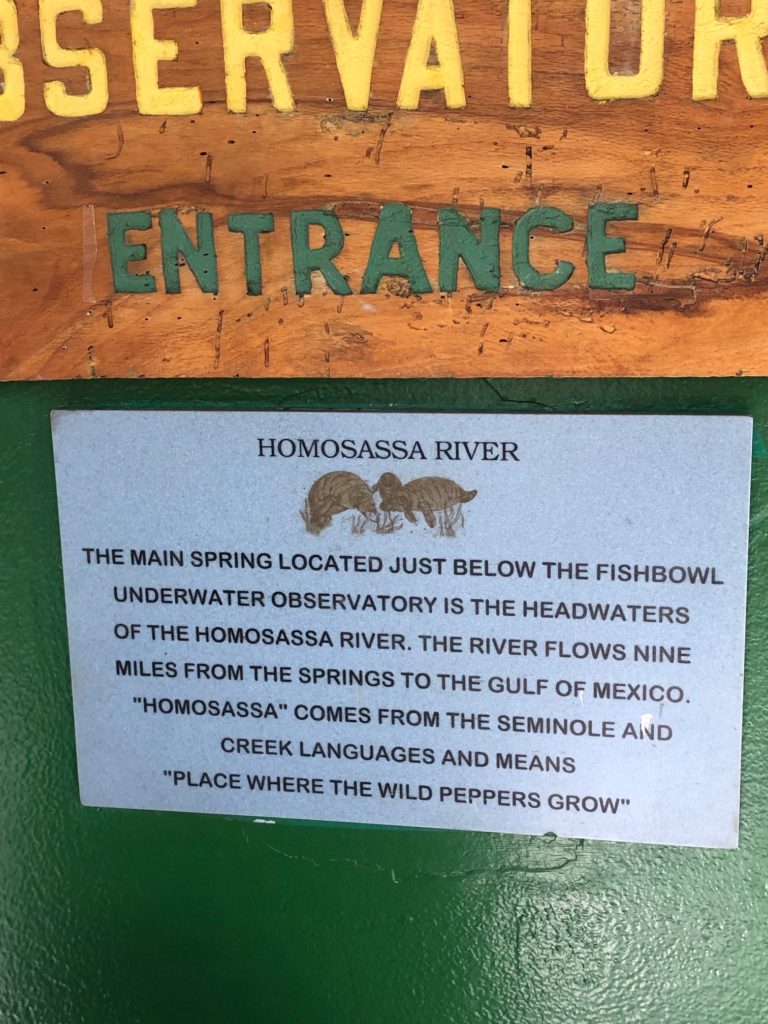 BSERVATOR
ENTRANCE
HOMOSASSA RIVER
THE MAIN SPRING LOCATED JUST BELOW THE FISHBOWL
UNDERWATER OBSERVATORY IS THE HEADWATERS
OF THE HOMOSASSA RIVER. THE RIVER FLOWS NINE
MILES FROM THE SPRINGS TO THE GULF OF MEXICO.
"HOMOSASSA" COMES FROM THE SEMINOLE AND
CREEK LANGUAGES AND MEANS
"PLACE WHERE THE WILD PEPPERS GROW"